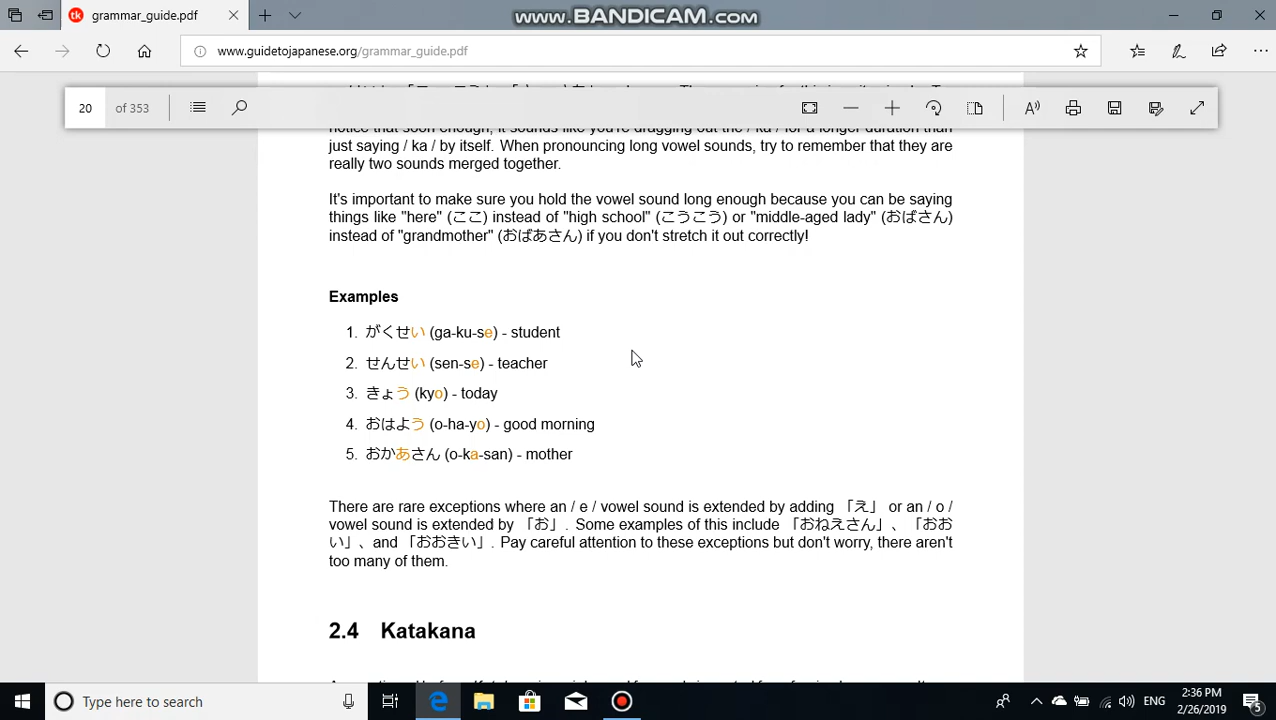 grammar_guide.pdf
www.BANDICAM.com
www.guidetojapanese.org/grammar_guide.pdf
20 of 353
notice that soon enough, it sounds like you're dragging out the / ka / for a longer duration than
just saying / ka / by itself. When pronouncing long vowel sounds, try to remember that they are
really two sounds merged together.
It's important to make sure you hold the vowel sound long enough because you can be saying
things like "here" (ここ) instead of "high school" (こうこう) or "middle-aged lady" (おばさん)
instead of "grandmother" (おばあさん) if you don't stretch it out correctly!
Examples
1. がくせい (ga-ku-se) - student
2. せんせい (sen-se) - teacher
3. きょう (kyo) - today
4. おはよう (o-ha-yo) - good morning
5. おかあさん (o-ka-san) - mother
There are rare exceptions where an / e / vowel sound is extended by adding 「え」 or an / o /
vowel sound is extended by 「お」. Some examples of this include 「おねえさん」、「おお
い」、and 「おおきい」. Pay careful attention to these exceptions but don't worry, there aren't
too many of them.
2.4 Katakana
Type here to search
ENG
2:36 PM
2/26/2019
5